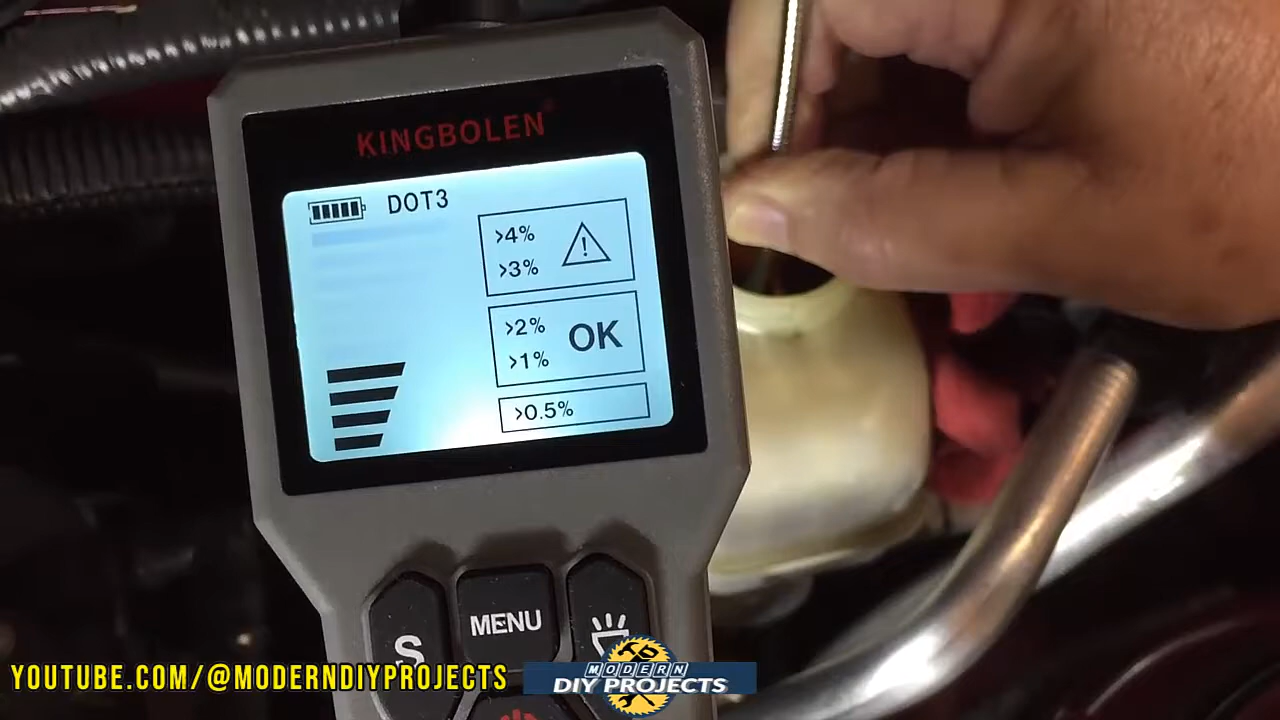 KINGBOLEN
DOT3
>4%
>3%
>2%
>1%
OK
>0.5%
S
MENU
YOUTUBE.COM/@MODERNDIYPROJECTS
MODERN
DIY PROJECTS